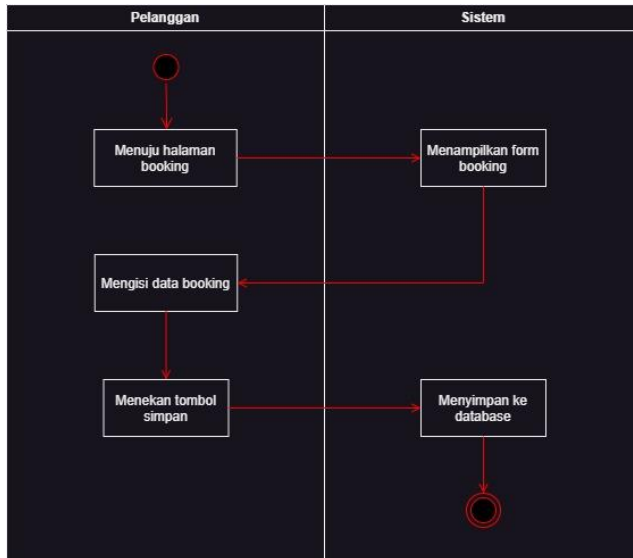 Pelanggan
Sistem
Menuju halaman
booking
Menampilkan form
booking
Mengisi data booking
Menekan tombol
simpan
Menyimpan ke
database